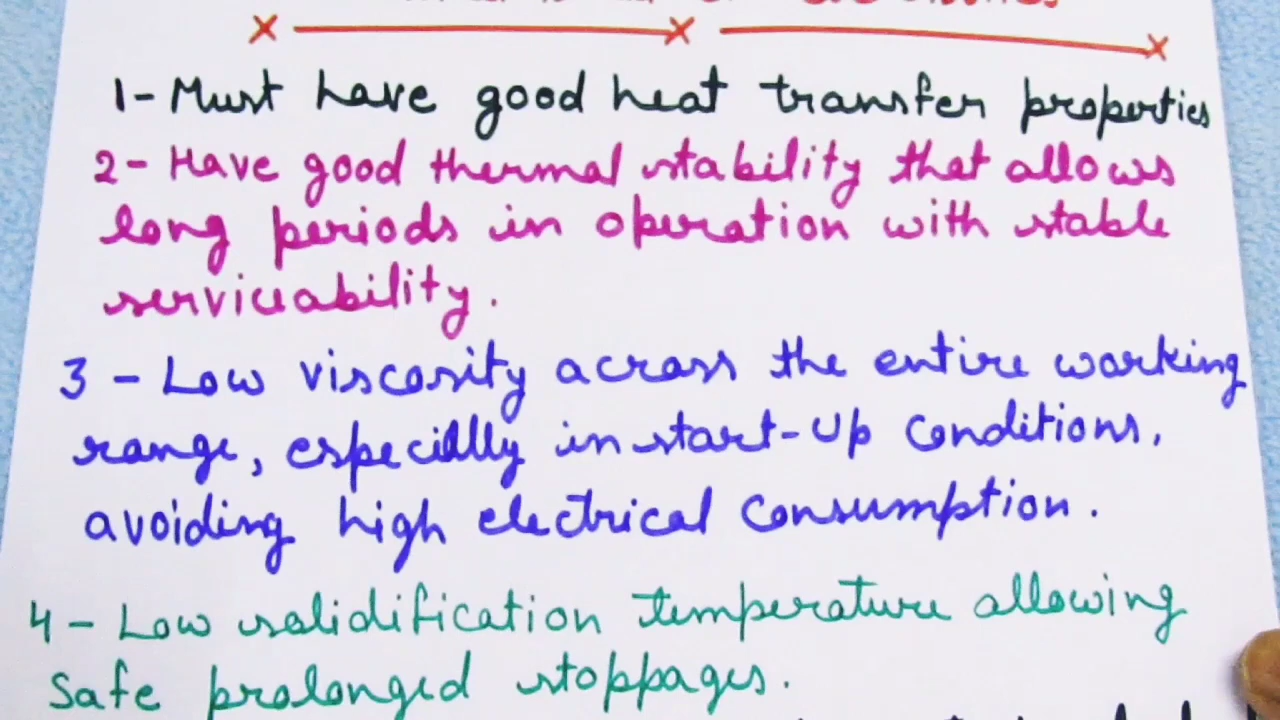 1- Must have good heat transfer properties
2- Have good thermal stability that allows
long periods in operation with stable
serviceability.
3 - Low viscosity across the entire working
range, especially in start-up conditions,
avoiding high electrical consumption.
4 - Low solidification temperature allowing
Safe prolonged stoppages.